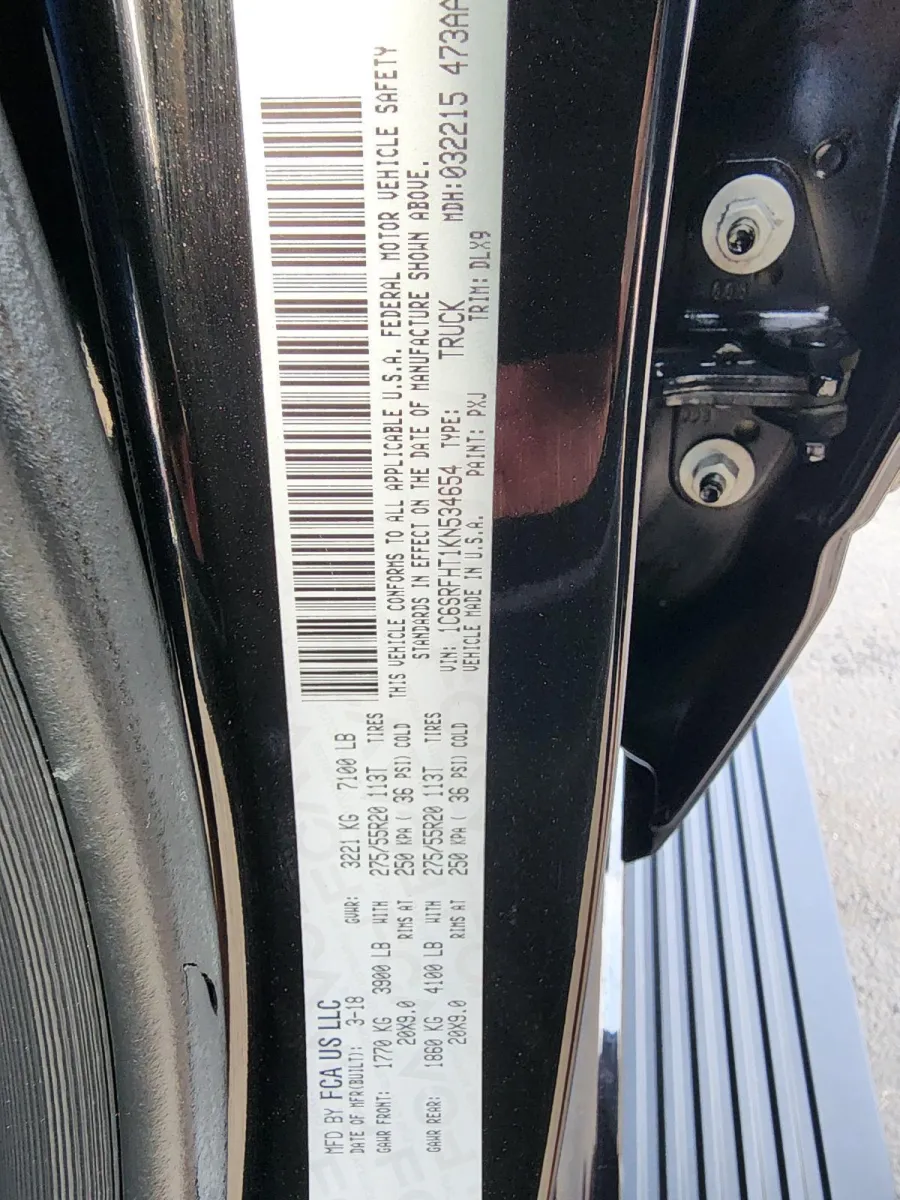 MFD BY FCA US LLC
DATE OF MFR(BUILT): 3-18 GVWR: 3221 KG 7100 LB
GAWR FRONT: 1770 KG 3900 LB WITH 275/55R20 113T TIRES
20X9.0 RIMS AT 250 KPA ( 36 PSI) COLD
GAWR REAR: 1860 KG 4100 LB WITH 275/55R20 113T TIRES
20X9.0 RIMS AT 250 KPA ( 36 PSI) COLD
THIS VEHICLE CONFORMS TO ALL APPLICABLE U.S.A. FEDERAL MOTOR VEHICLE SAFETY
STANDARDS IN EFFECT ON THE DATE OF MANUFACTURE SHOWN ABOVE.
VIN: 1C6SRFHT1KN534654 TYPE: TRUCK MDH:032215 473AA
VEHICLE MADE IN U.S.A. PAINT: PXJ TRIM: DLX9